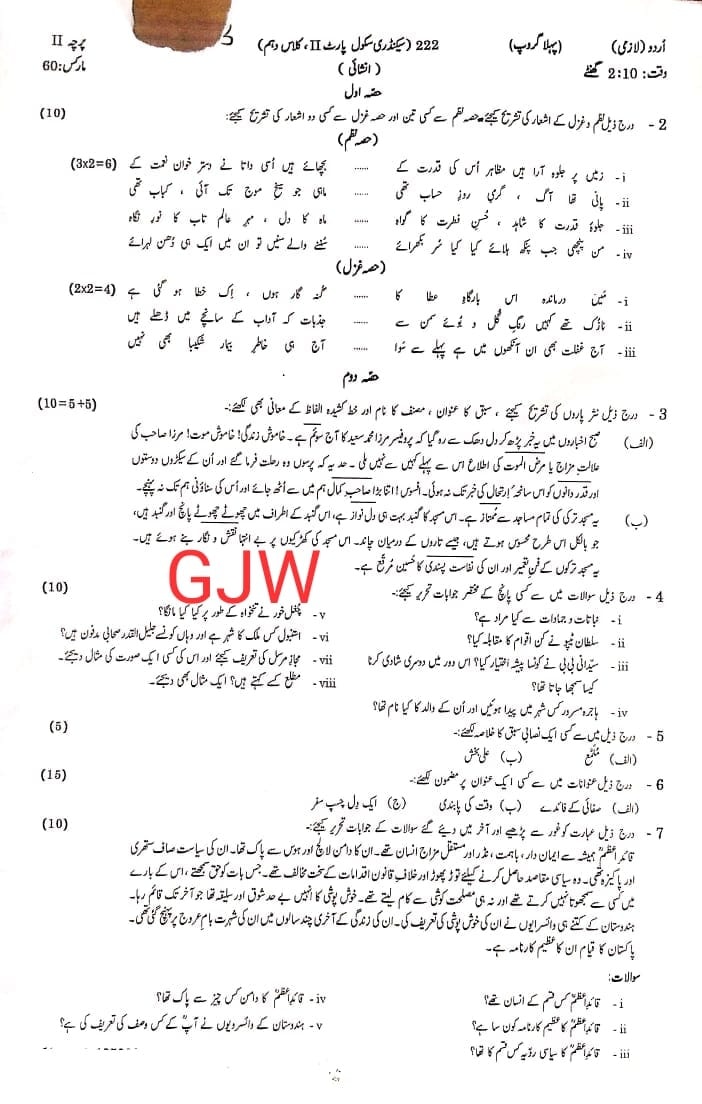 اُردو (لازمی) (پہلا گروپ) 222 (سیکنڈری سکول پارٹ II، کلاس دہم) پرچہ II
وقت: 2:10 گھنٹے (انشائی) مارکس: 60
حصہ اول
2 - درج ذیل نظم و غزل کے اشعار کی تشریح کیجئے۔ حصہ نظم سے کسی تین اور حصہ غزل سے کسی دو اشعار کی تشریح کیجئے: (10)
(حصہ نظم)
i - زمیں پر جلوہ آرا ہیں مظاہر اُس کی قدرت کے ...... بچھائے ہیں اُسی داتا نے دستر خوان نعمت کے (3x2=6)
ii - پانی تھا آگ ، گرمیِ روزِ حساب تھی ...... ماہی جو سیخِ موج تک آئی ، کباب تھی
iii - جلوۂ قدرت کا شاہد ، حُسنِ فطرت کا گواہ ...... ماہ کا دل ، مہرِ عالم تاب کا نورِ نگاہ
iv - من پنچھی جب پنکھ ہلائے کیا کیا سُر بکھرائے ...... سُننے والے سنیں تو ان میں ایک ہی دُھن لہرائے
(حصہ غزل)
i - مَیں درماندہ اس بارگاہِ عطا کا ...... گنہ گار ہوں ، اِک خطا ہو گئی ہے (2x2=4)
ii - نازک تھے کہیں رنگِ گُل و بُوئے سمن سے ...... جذبات کہ آداب کے سانچے میں ڈھلے ہیں
iii - آج غفلت بھی ان آنکھوں میں ہے پہلے سے سَوا ...... آج ہی خاطرِ بیمار شکیبا بھی نہیں
حصہ دوم
3 - درج ذیل نثر پاروں کی تشریح کیجئے ، سبق کا عنوان ، مصنف کا نام اور خط کشیدہ الفاظ کے معانی بھی لکھئے:- (10=5+5)
(الف) صبح اخباروں میں یہ خبر پڑھ کر دل دھک سے رہ گیا کہ پروفیسر مرزا محمد سعید کا آج سوئم ہے۔ خاموش زندگی! خاموش موت! مرزا صاحب کی
علالتِ مزاج یا مرض الموت کی اطلاع اس سے پہلے کہیں سے نہیں ملی۔ حد یہ کہ پرسوں وہ رحلت فرما گئے اور اُن کے سیکڑوں دوستوں
اور قدر دانوں کو اس سانحۂ اِرتحال کی خبر تک نہ ہوئی۔ افسوس! اتنا بڑا صاحبِ کمال ہم میں سے اُٹھ جائے اور اُس کی سناؤنی ہم تک نہ پہنچے۔
(ب) یہ مسجد ترکی کی تمام مساجد سے مُمتاز ہے۔ اس مسجد کا گنبد بہت ہی دل نواز ہے، اس گنبد کے اطراف میں چھوٹے چھوٹے پانچ اور گنبد ہیں،
جو بالکل اس طرح محسوس ہوتے ہیں، جیسے تاروں کے درمیان چاند۔ اس مسجد کی کھڑکیوں پر بے انتہا نقش و نگار بنے ہوئے ہیں۔
یہ مسجد ترکوں کے فنِ تعمیر اور ان کی نفاست پسندی کا حُسین مُرقع ہے۔
GJW
4 - درج ذیل سوالات میں سے کسی پانچ کے مختصر جوابات تحریر کیجئے:- (10)
i - نباتات و جمادات سے کیا مراد ہے؟ v - چغل خور نے تنخواہ کے طور پر کیا کیا مانگا؟
ii - سلطان ٹیپو نے کن اقوام کا مقابلہ کیا؟ vi - استنبول کس ملک کا شہر ہے اور وہاں کونسے جلیل القدر صحابی مدفون ہیں؟
iii - سیّدانی بی بی نے کونسا پیشہ اختیار کیا؟ اس دور میں دوسری شادی کرنا vii - مجاز مرسل کی تعریف کیجئے اور اس کی کسی ایک صورت کی مثال دیجئے۔
کیسا سمجھا جاتا تھا؟ viii - مطلع کسے کہتے ہیں؟ ایک مثال بھی دیجئے۔
iv - ہاجرہ مسرور کس شہر میں پیدا ہوئیں اور اُن کے والد کا کیا نام تھا؟
5 - درج ذیل میں سے کسی ایک نصابی سبق کا خلاصہ لکھئے:- (5)
(الف) مُلمّع (ب) علی بخش
6 - درج ذیل عنوانات میں سے کسی ایک عنوان پر مضمون لکھئے:- (15)
(الف) صفائی کے فائدے (ب) وقت کی پابندی (ج) ایک دل چسپ سفر
7 - درج ذیل عبارت کو غور سے پڑھیے اور آخر میں دیئے گئے سوالات کے جوابات تحریر کیجئے:- (10)
قائدِ اعظمؒ ہمیشہ سے ایمان دار، باہمت، نڈر اور مستقل مزاج انسان تھے۔ ان کا دامن لالچ اور ہوس سے پاک تھا۔ ان کی سیاست صاف ستھری
اور پاکیزہ تھی۔ وہ سیاسی مقاصد حاصل کرنے کیلئے توڑ پھوڑ اور خلافِ قانون اقدامات کے سخت مخالف تھے۔ جس بات کو حق سمجھتے ، اس کے بارے
میں کسی سے سمجھوتا نہیں کرتے تھے اور نہ ہی مصلحت کوشی سے کام لیتے تھے۔ خوش پوشی کا انہیں بے حد شوق اور سلیقہ تھا جو آخر تک قائم رہا۔
ہندوستان کے کتنے ہی وائسرایوں نے ان کی خوش پوشی کی تعریف کی۔ ان کی زندگی کے آخری چند سالوں میں ان کی شہرت بامِ عروج پر پہنچ گئی تھی۔
پاکستان کا قیام ان کا عظیم کارنامہ ہے۔
سوالات:
i - قائدِ اعظمؒ کس قسم کے انسان تھے؟ iv - قائدِ اعظمؒ کا دامن کس چیز سے پاک تھا؟
ii - قائدِ اعظمؒ کا عظیم کارنامہ کون سا ہے؟ v - ہندوستان کے وائسرویوں نے آپؒ کے کس وصف کی تعریف کی ہے؟
iii - قائدِ اعظمؒ کا سیاسی رویّہ کس قسم کا تھا؟